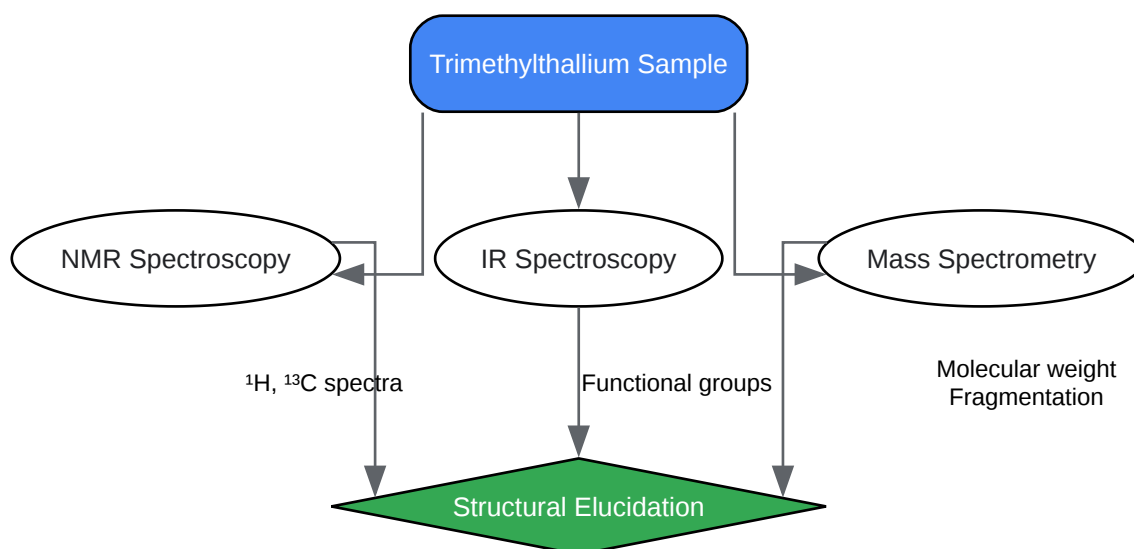 Trimethylthallium Sample
NMR Spectroscopy
IR Spectroscopy
Mass Spectrometry
¹H, ¹³C spectra
Functional groups
Molecular weight
Fragmentation
Structural Elucidation